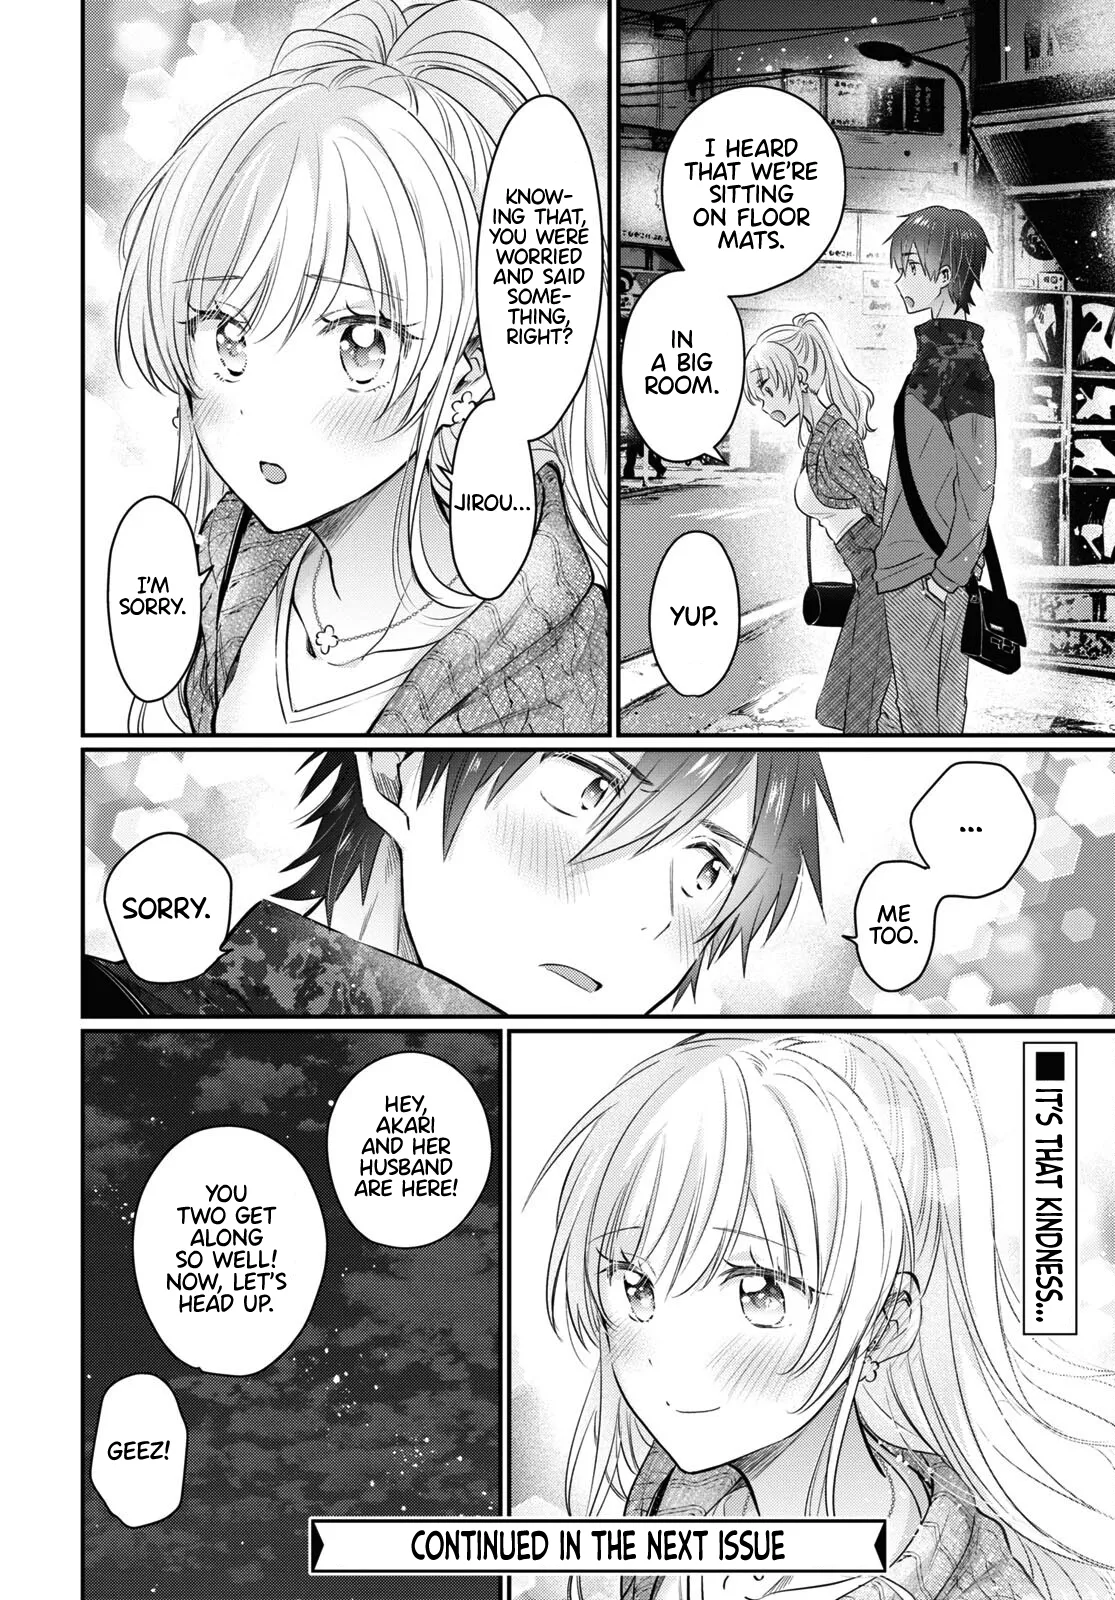 I HEARD
THAT WE'RE
SITTING
ON FLOOR
MATS.
IN
A BIG
ROOM.
YUP.
KNOW-
ING THAT,
YOU WERE
WORRIED
AND SAID
SOME-
THING,
RIGHT?
JIROU...
I'M
SORRY.
...
ME
TOO.
SORRY.
IT'S THAT KINDNESS...
HEY,
AKARI
AND HER
HUSBAND
ARE HERE!
YOU
TWO GET
ALONG
SO WELL!
NOW, LET'S
HEAD UP.
GEEZ!
CONTINUED IN THE NEXT ISSUE